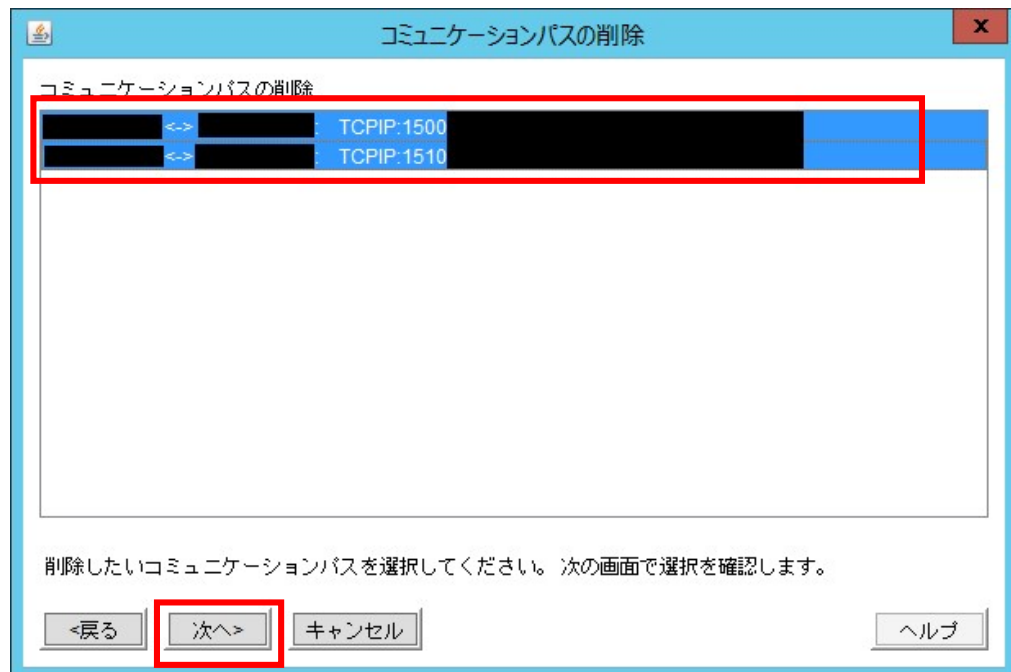 コミュニケーションパスの削除
X
コミュニケーションパスの削除
<-> : TCPIP:1500
<-> : TCPIP:1510
削除したいコミュニケーションパスを選択してください。 次の画面で選択を確認します。
<戻る 次へ> キャンセル ヘルプ